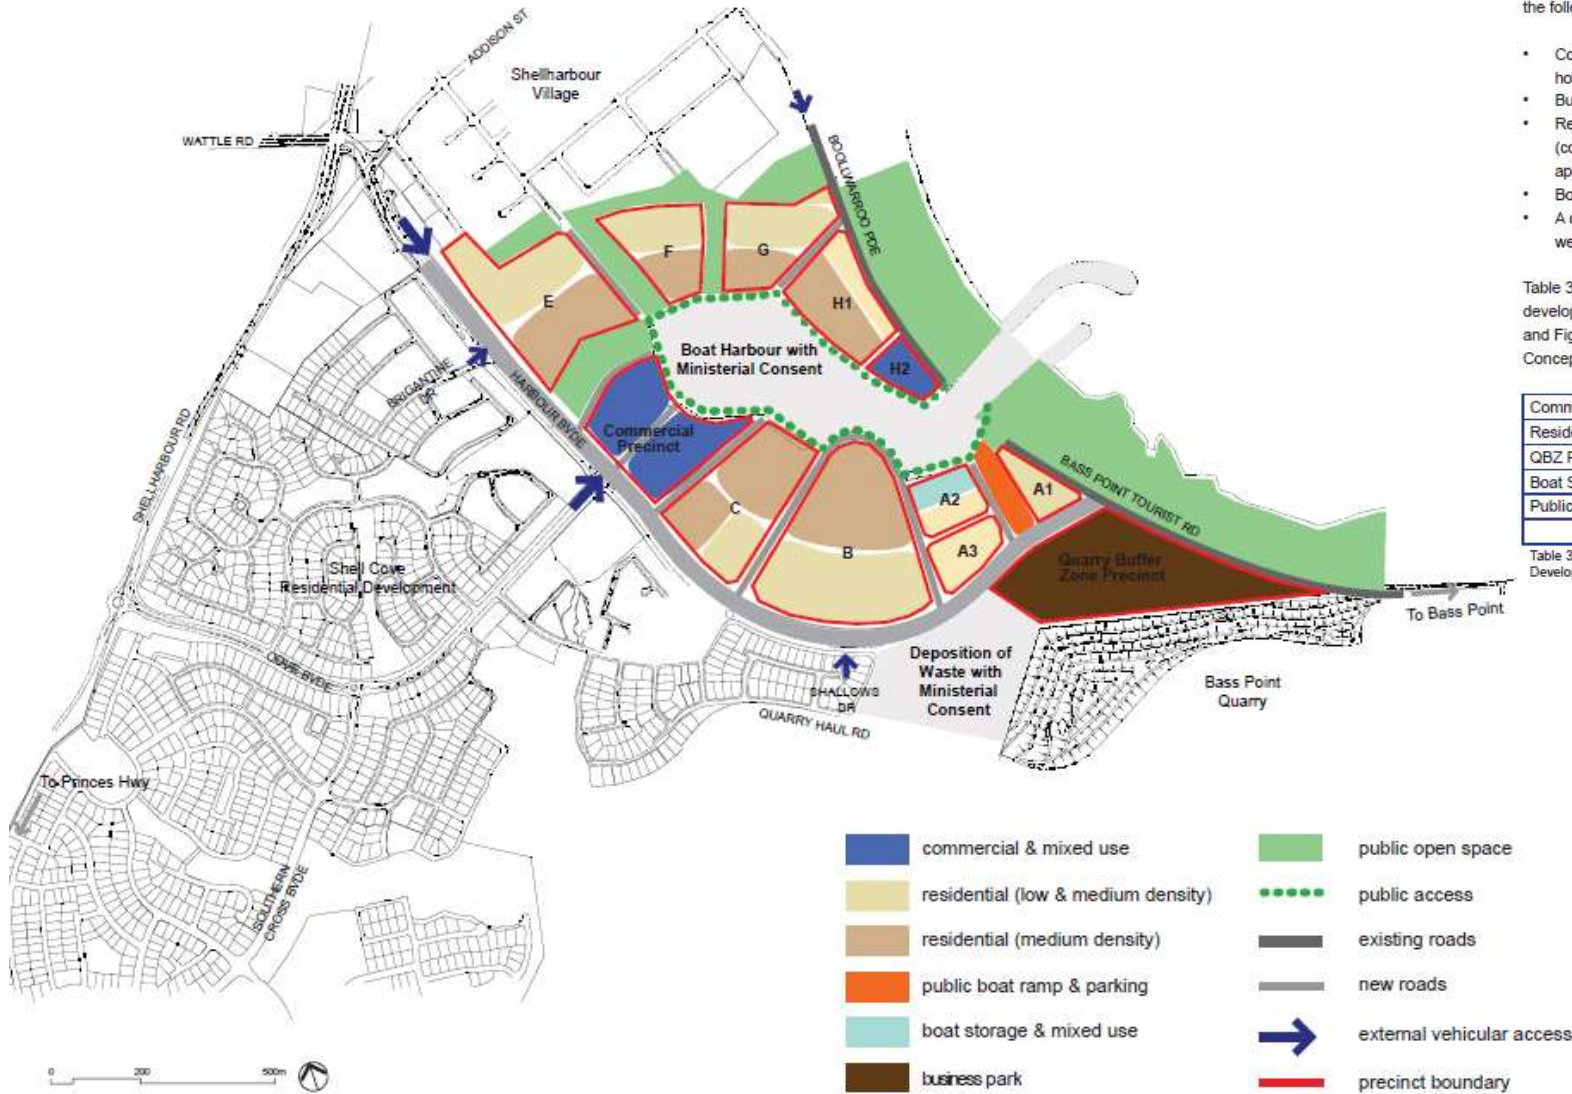 ADDISON ST
Shellharbour
Village
WATTLE RD
BOOLLWARROO PDE
E
F
G
H1
H2
Boat Harbour with
Ministerial Consent
BRIGANTINE
DR
HARBOUR BVDE
Commercial
Precinct
SHELLHARBOUR RD
C
B
A2
A1
A3
BASS POINT TOURIST RD
Quarry Buffer
Zone Precinct
Shell Cove
Residential Development
To Bass Point
COVE BVDE
Deposition of
Waste with
Ministerial
Consent
SHALLOWS
DR
QUARRY HAUL RD
Bass Point
Quarry
To Princes Hwy
SOUTHERN
CROSS BVDE
0 200 500m
commercial & mixed use
residential (low & medium density)
residential (medium density)
public boat ramp & parking
boat storage & mixed use
business park
public open space
public access
existing roads
new roads
external vehicular access
precinct boundary
the
•
•
Bu
•
Re
•
Bo
•
A
we
Table 3
develop
and Fig
Concep
Comm
Reside
QBZ
Boat S
Public
Table 3
Develo